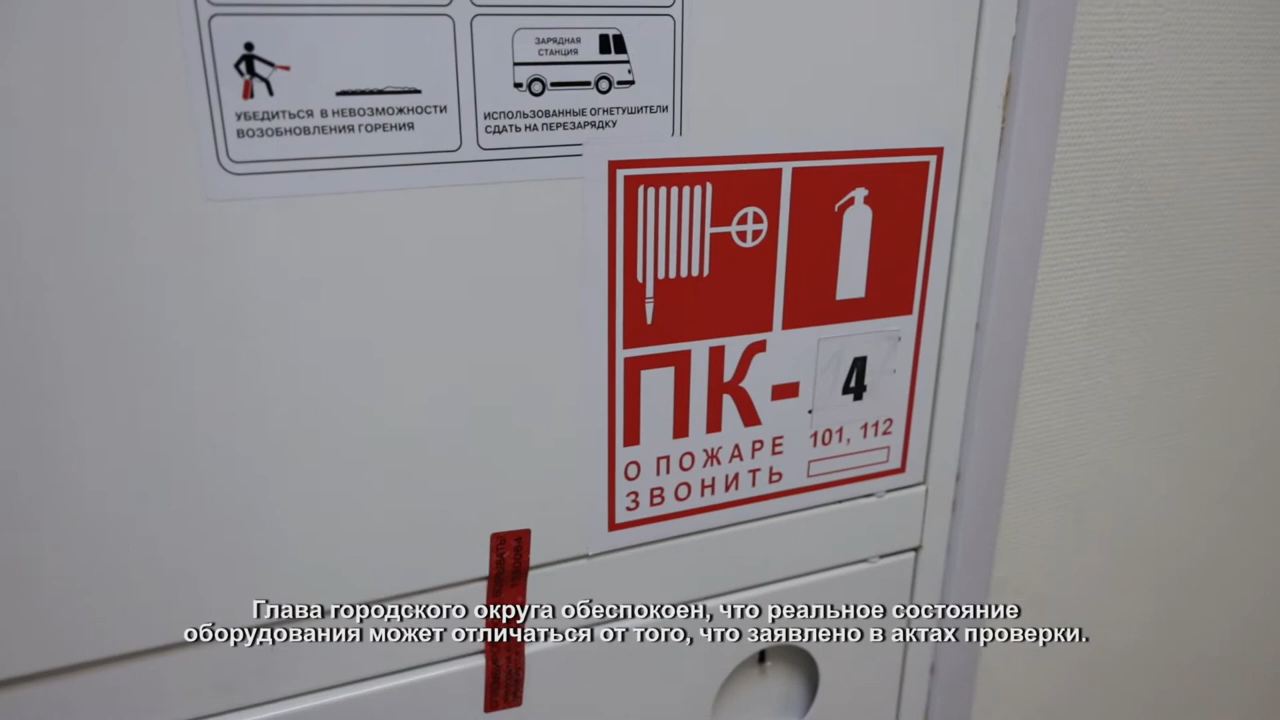 УБЕДИТЬСЯ В НЕВОЗМОЖНОСТИ
ВОЗОБНОВЛЕНИЯ ГОРЕНИЯ
ЗАРЯДНАЯ
СТАНЦИЯ
ИСПОЛЬЗОВАННЫЕ ОГНЕТУШИТЕЛИ
СДАТЬ НА ПЕРЕЗАРЯДКУ
ПК- 4
О ПОЖАРЕ
ЗВОНИТЬ
101, 112
Глава городского округа обеспокоен, что реальное состояние
оборудования может отличаться от того, что заявлено в актах проверки.